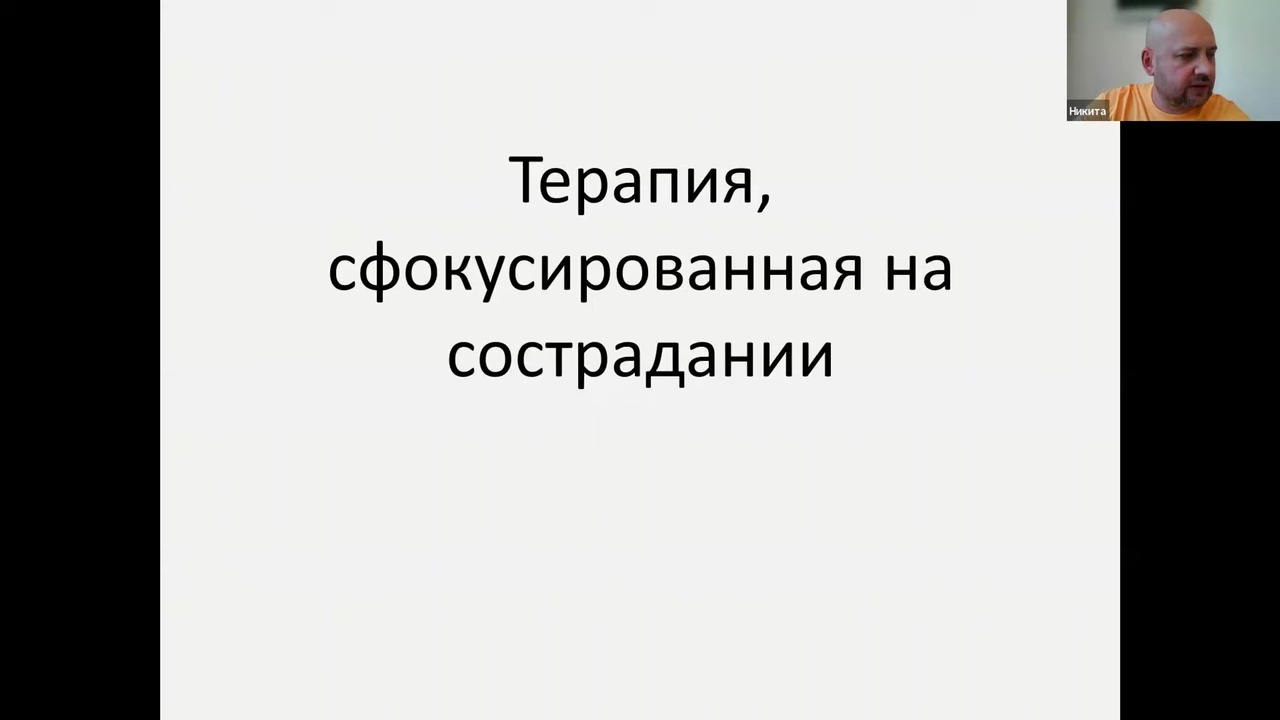 Никита
Терапия,
сфокусированная на
сострадании